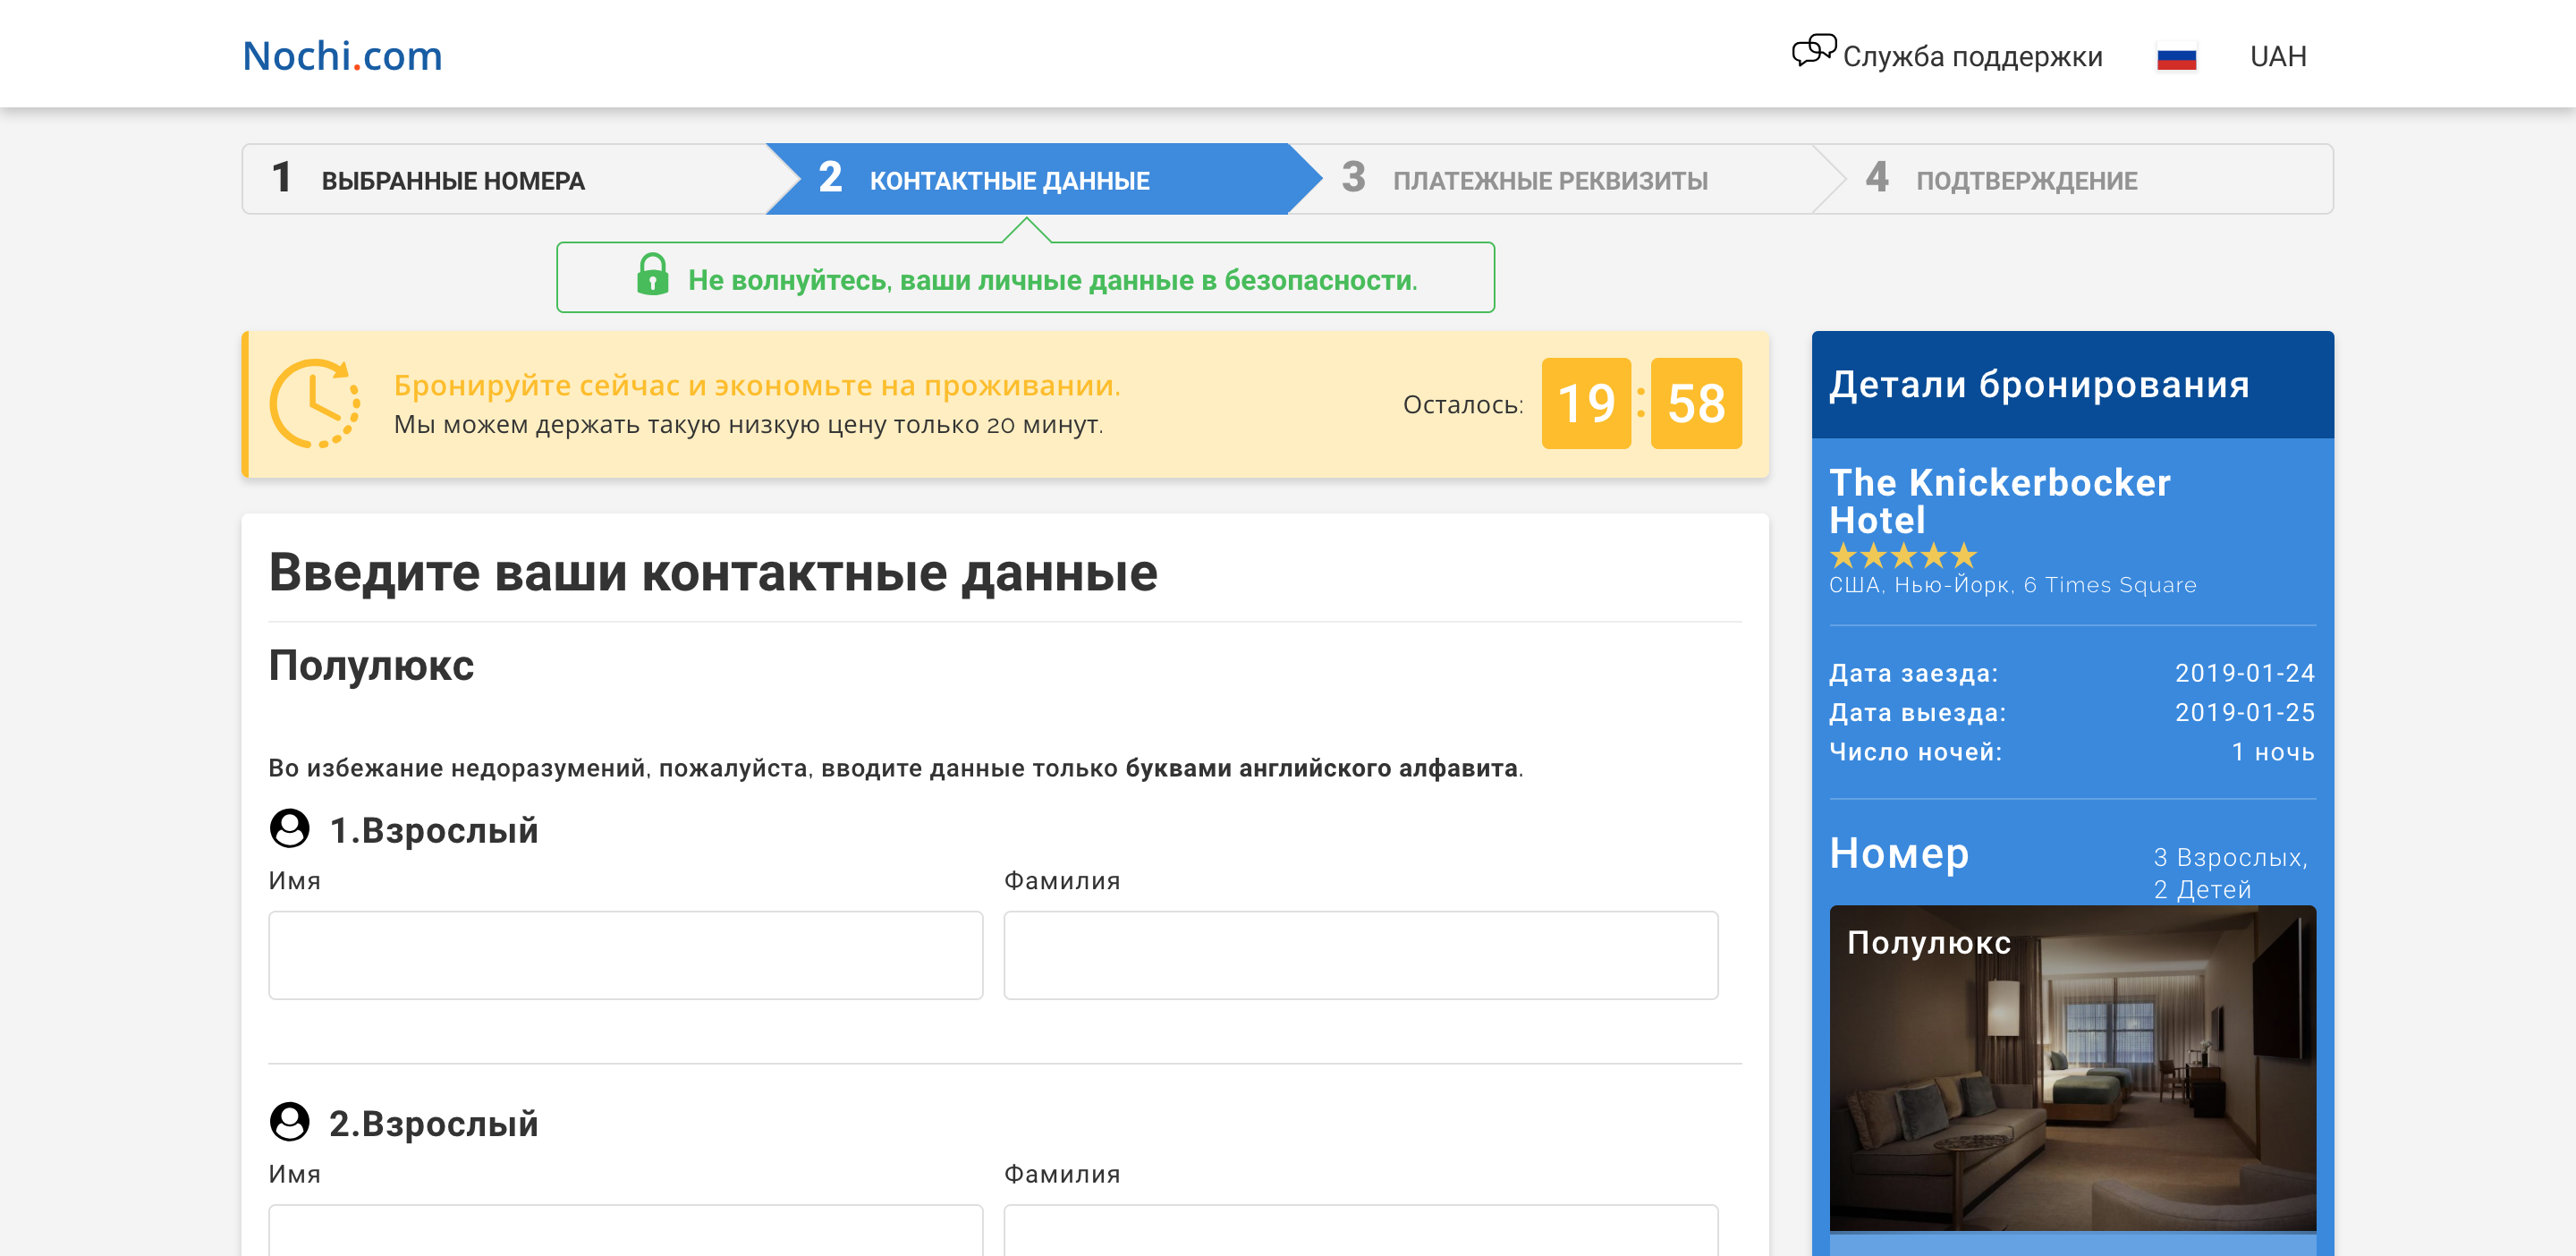 Nochi.com
Служба поддержки
UAH
1 ВЫБРАННЫЕ НОМЕРА
2 КОНТАКТНЫЕ ДАННЫЕ
3 ПЛАТЕЖНЫЕ РЕКВИЗИТЫ
4 ПОДТВЕРЖДЕНИЕ
Не волнуйтесь, ваши личные данные в безопасности.
Бронируйте сейчас и экономьте на проживании.
Мы можем держать такую низкую цену только 20 минут.
Осталось: 19 : 58
Введите ваши контактные данные
Полулюкс
Во избежание недоразумений, пожалуйста, вводите данные только буквами английского алфавита.
1.Взрослый
Имя
Фамилия
2.Взрослый
Имя
Фамилия
Детали бронирования
The Knickerbocker
Hotel
США, Нью-Йорк, 6 Times Square
Дата заезда: 2019-01-24
Дата выезда: 2019-01-25
Число ночей: 1 ночь
Номер
3 Взрослых,
2 Детей
Полулюкс